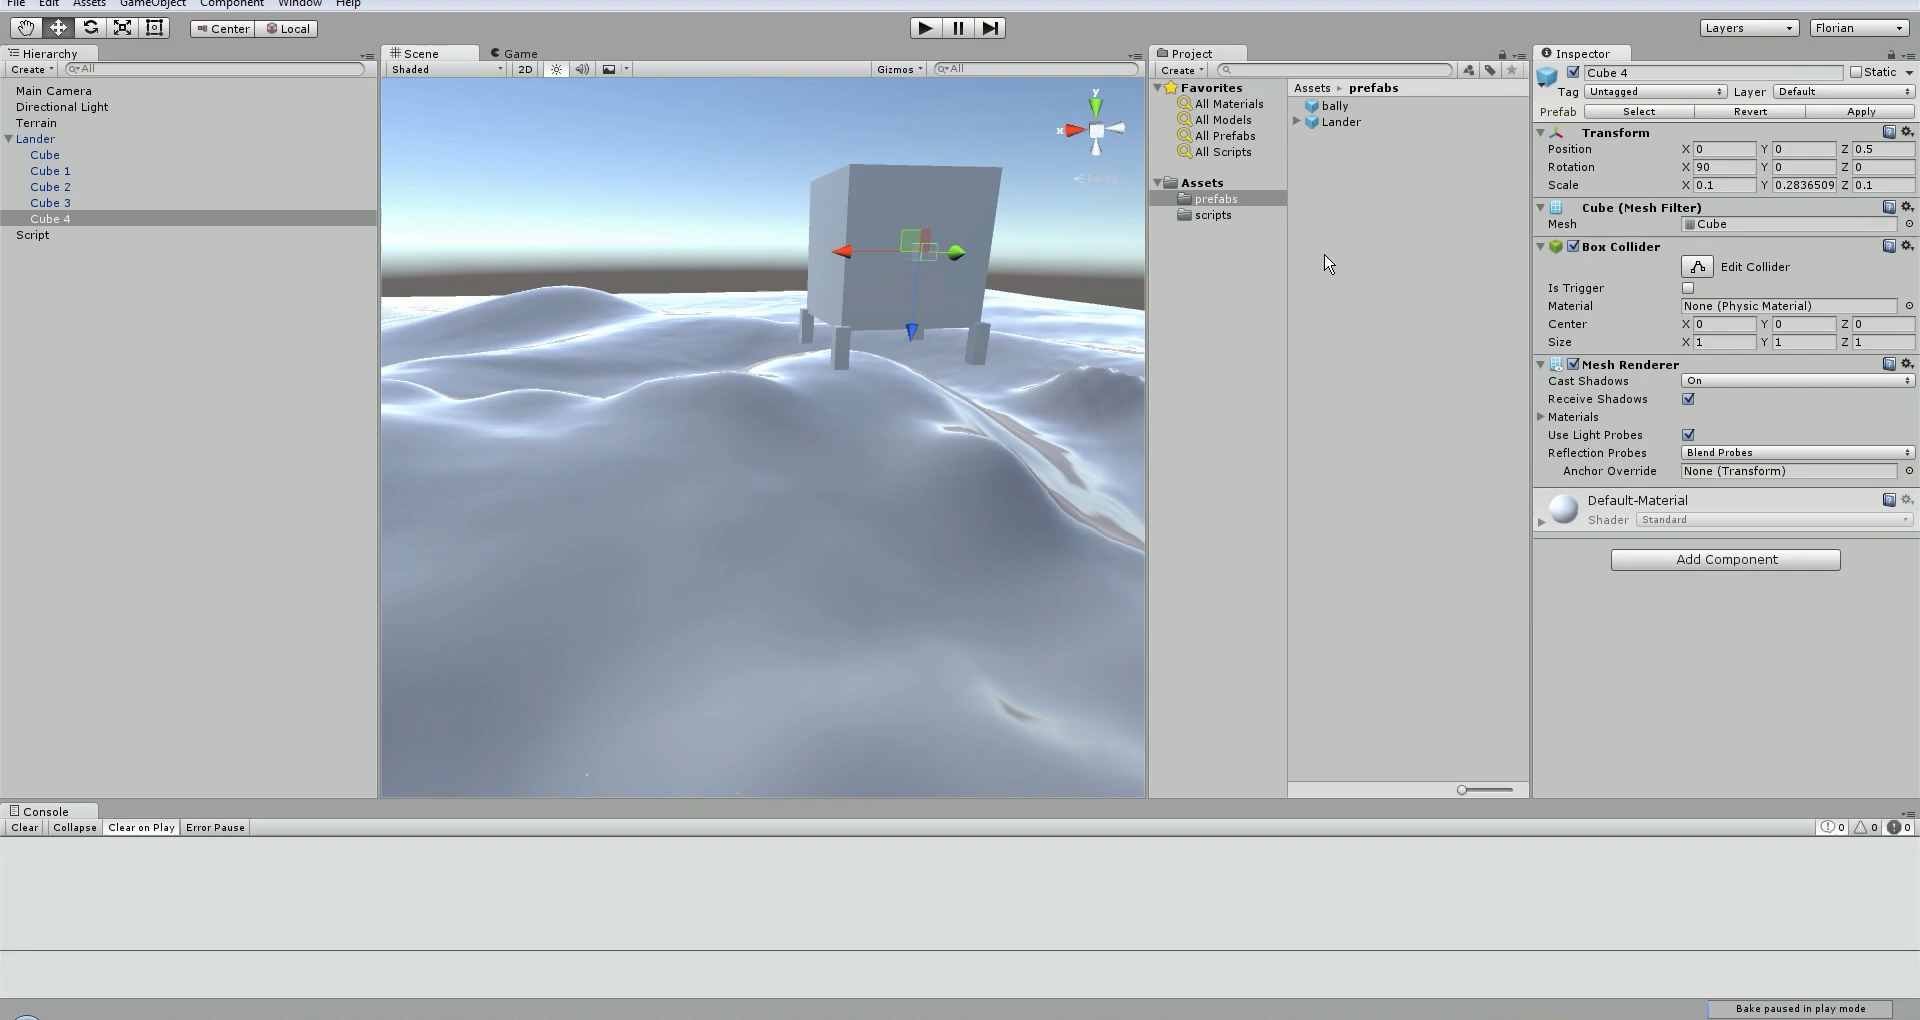 File Edit Assets GameObject Component Window Help
Center Local
Layers Florian
Hierarchy
Create All
Main Camera
Directional Light
Terrain
Lander
Cube
Cube 1
Cube 2
Cube 3
Cube 4
Script
Scene Game
Shaded 2D Gizmos All
y
x
Persp
Project
Create
Favorites
All Materials
All Models
All Prefabs
All Scripts
Assets
prefabs
scripts
Assets prefabs
bally
Lander
Inspector
Cube 4 Static
Tag Untagged Layer Default
Prefab Select Revert Apply
Transform
Position X 0 Y 0 Z 0.5
Rotation X 90 Y 0 Z 0
Scale X 0.1 Y 0.2836509 Z 0.1
Cube (Mesh Filter)
Mesh Cube
Box Collider
Edit Collider
Is Trigger
Material None (Physic Material)
Center X 0 Y 0 Z 0
Size X 1 Y 1 Z 1
Mesh Renderer
Cast Shadows On
Receive Shadows
Materials
Use Light Probes
Reflection Probes Blend Probes
Anchor Override None (Transform)
Default-Material
Shader Standard
Add Component
Console
Clear Collapse Clear on Play Error Pause 0 0 0
Bake paused in play mode